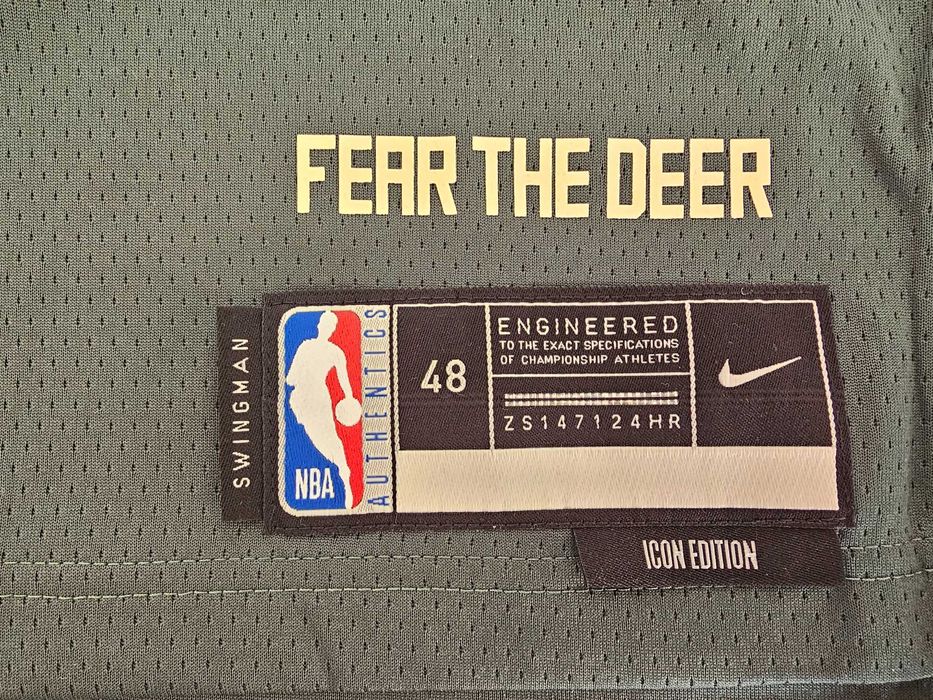 FEAR THE DEER
SWINGMAN
NBA
AUTHENTICS
48
ENGINEERED
TO THE EXACT SPECIFICATIONS
OF CHAMPIONSHIP ATHLETES
ZS147124HR
ICON EDITION